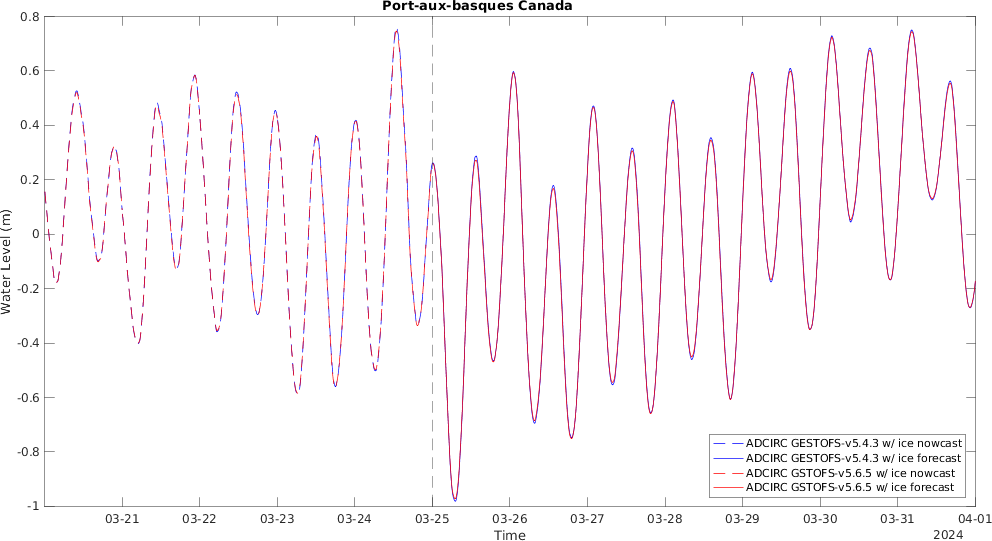 Port-aux-basques Canada
0.8
0.6
0.4
0.2
0
-0.2
-0.4
-0.6
-0.8
-1
Water Level (m)
ADCIRC GESTOFS-v5.4.3 w/ ice nowcast
ADCIRC GESTOFS-v5.4.3 w/ ice forecast
ADCIRC GSTOFS-v5.6.5 w/ ice nowcast
ADCIRC GSTOFS-v5.6.5 w/ ice forecast
03-21 03-22 03-23 03-24 03-25 03-26 03-27 03-28 03-29 03-30 03-31 04-01
Time
2024